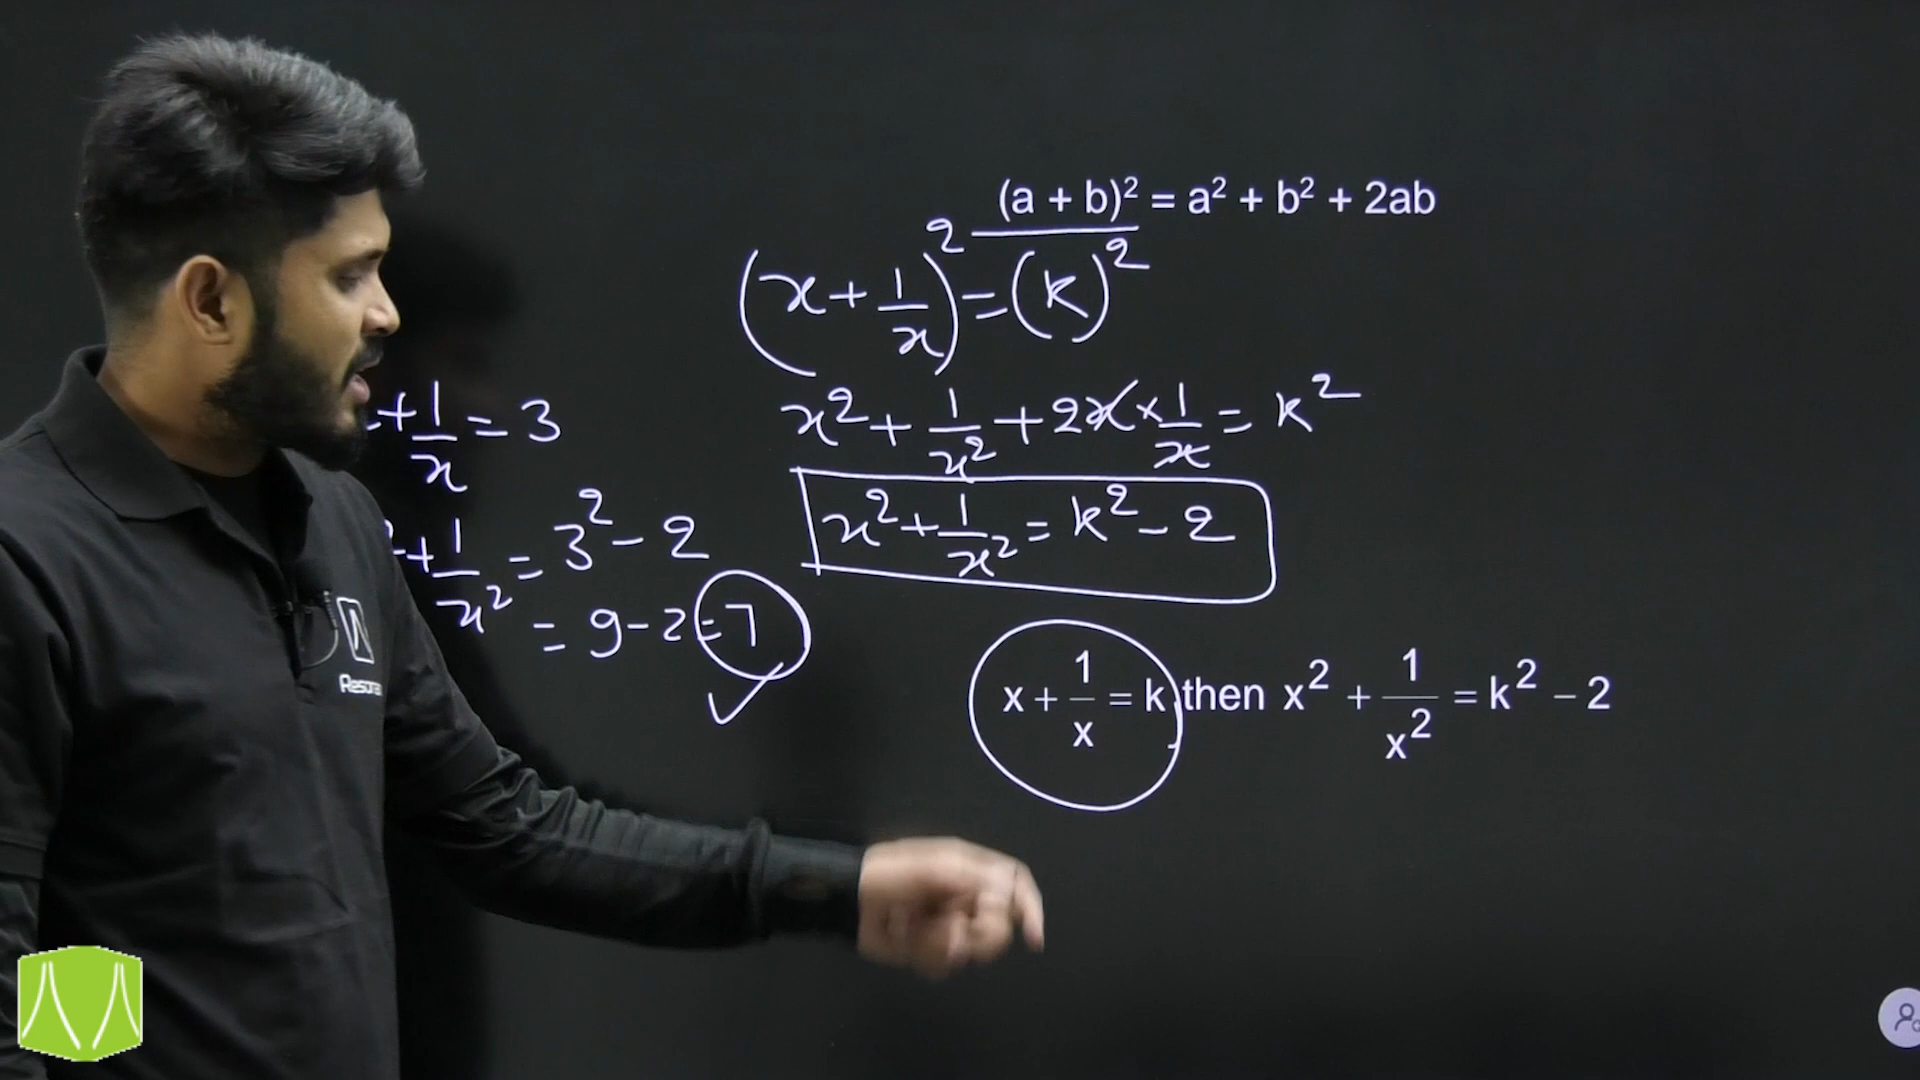 (a + b)² = a² + b² + 2ab
(x + 1/x)² = (k)²
x² + 1/x² + 2x × 1/x = k²
x² + 1/x² = k² - 2
+ 1/x = 3
+ 1/x² = 3² - 2
= 9 - 2 = 7
x + 1/x = k, then x² + 1/x² = k² - 2